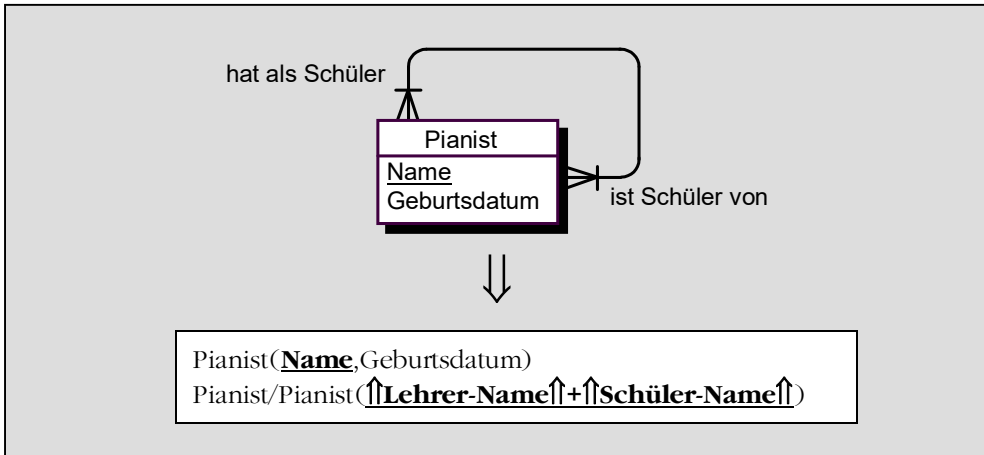 hat als Schüler
Pianist
Name
Geburtsdatum
ist Schüler von
⇓
Pianist(Name,Geburtsdatum)
Pianist/Pianist(⇑Lehrer-Name⇑+⇑Schüler-Name⇑)